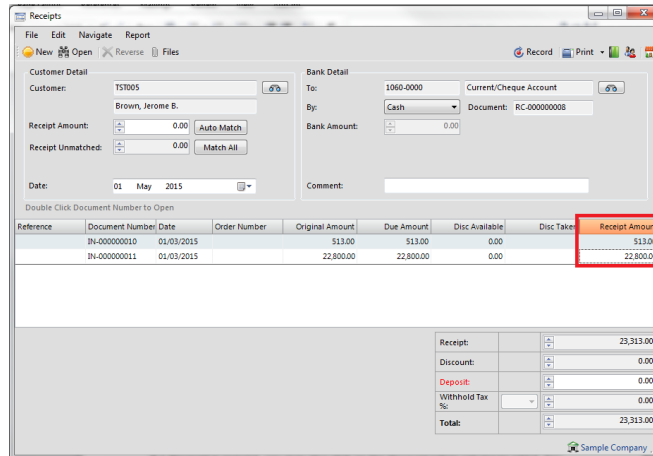 Receipts
File Edit Navigate Report
New Open Reverse Files Record Print
Customer Detail Bank Detail
Customer: TST005 To: 1060-0000 Current/Cheque Account
Brown, Jerome B. By: Cash Document: RC-000000008
Receipt Amount: 0.00 Auto Match Bank Amount: 0.00
Receipt Unmatched: 0.00 Match All
Date: 01 May 2015 Comment:
Double Click Document Number to Open
Reference Document Number Date Order Number Original Amount Due Amount Disc Available Disc Taken Receipt Amoun
IN-000000010 01/03/2015 513.00 513.00 0.00 513.00
IN-000000011 01/03/2015 22,800.00 22,800.00 0.00 22,800.0
Receipt: 23,313.00
Discount: 0.00
Deposit: 0.00
Withhold Tax
%: 0.00
Total: 23,313.00
Sample Company